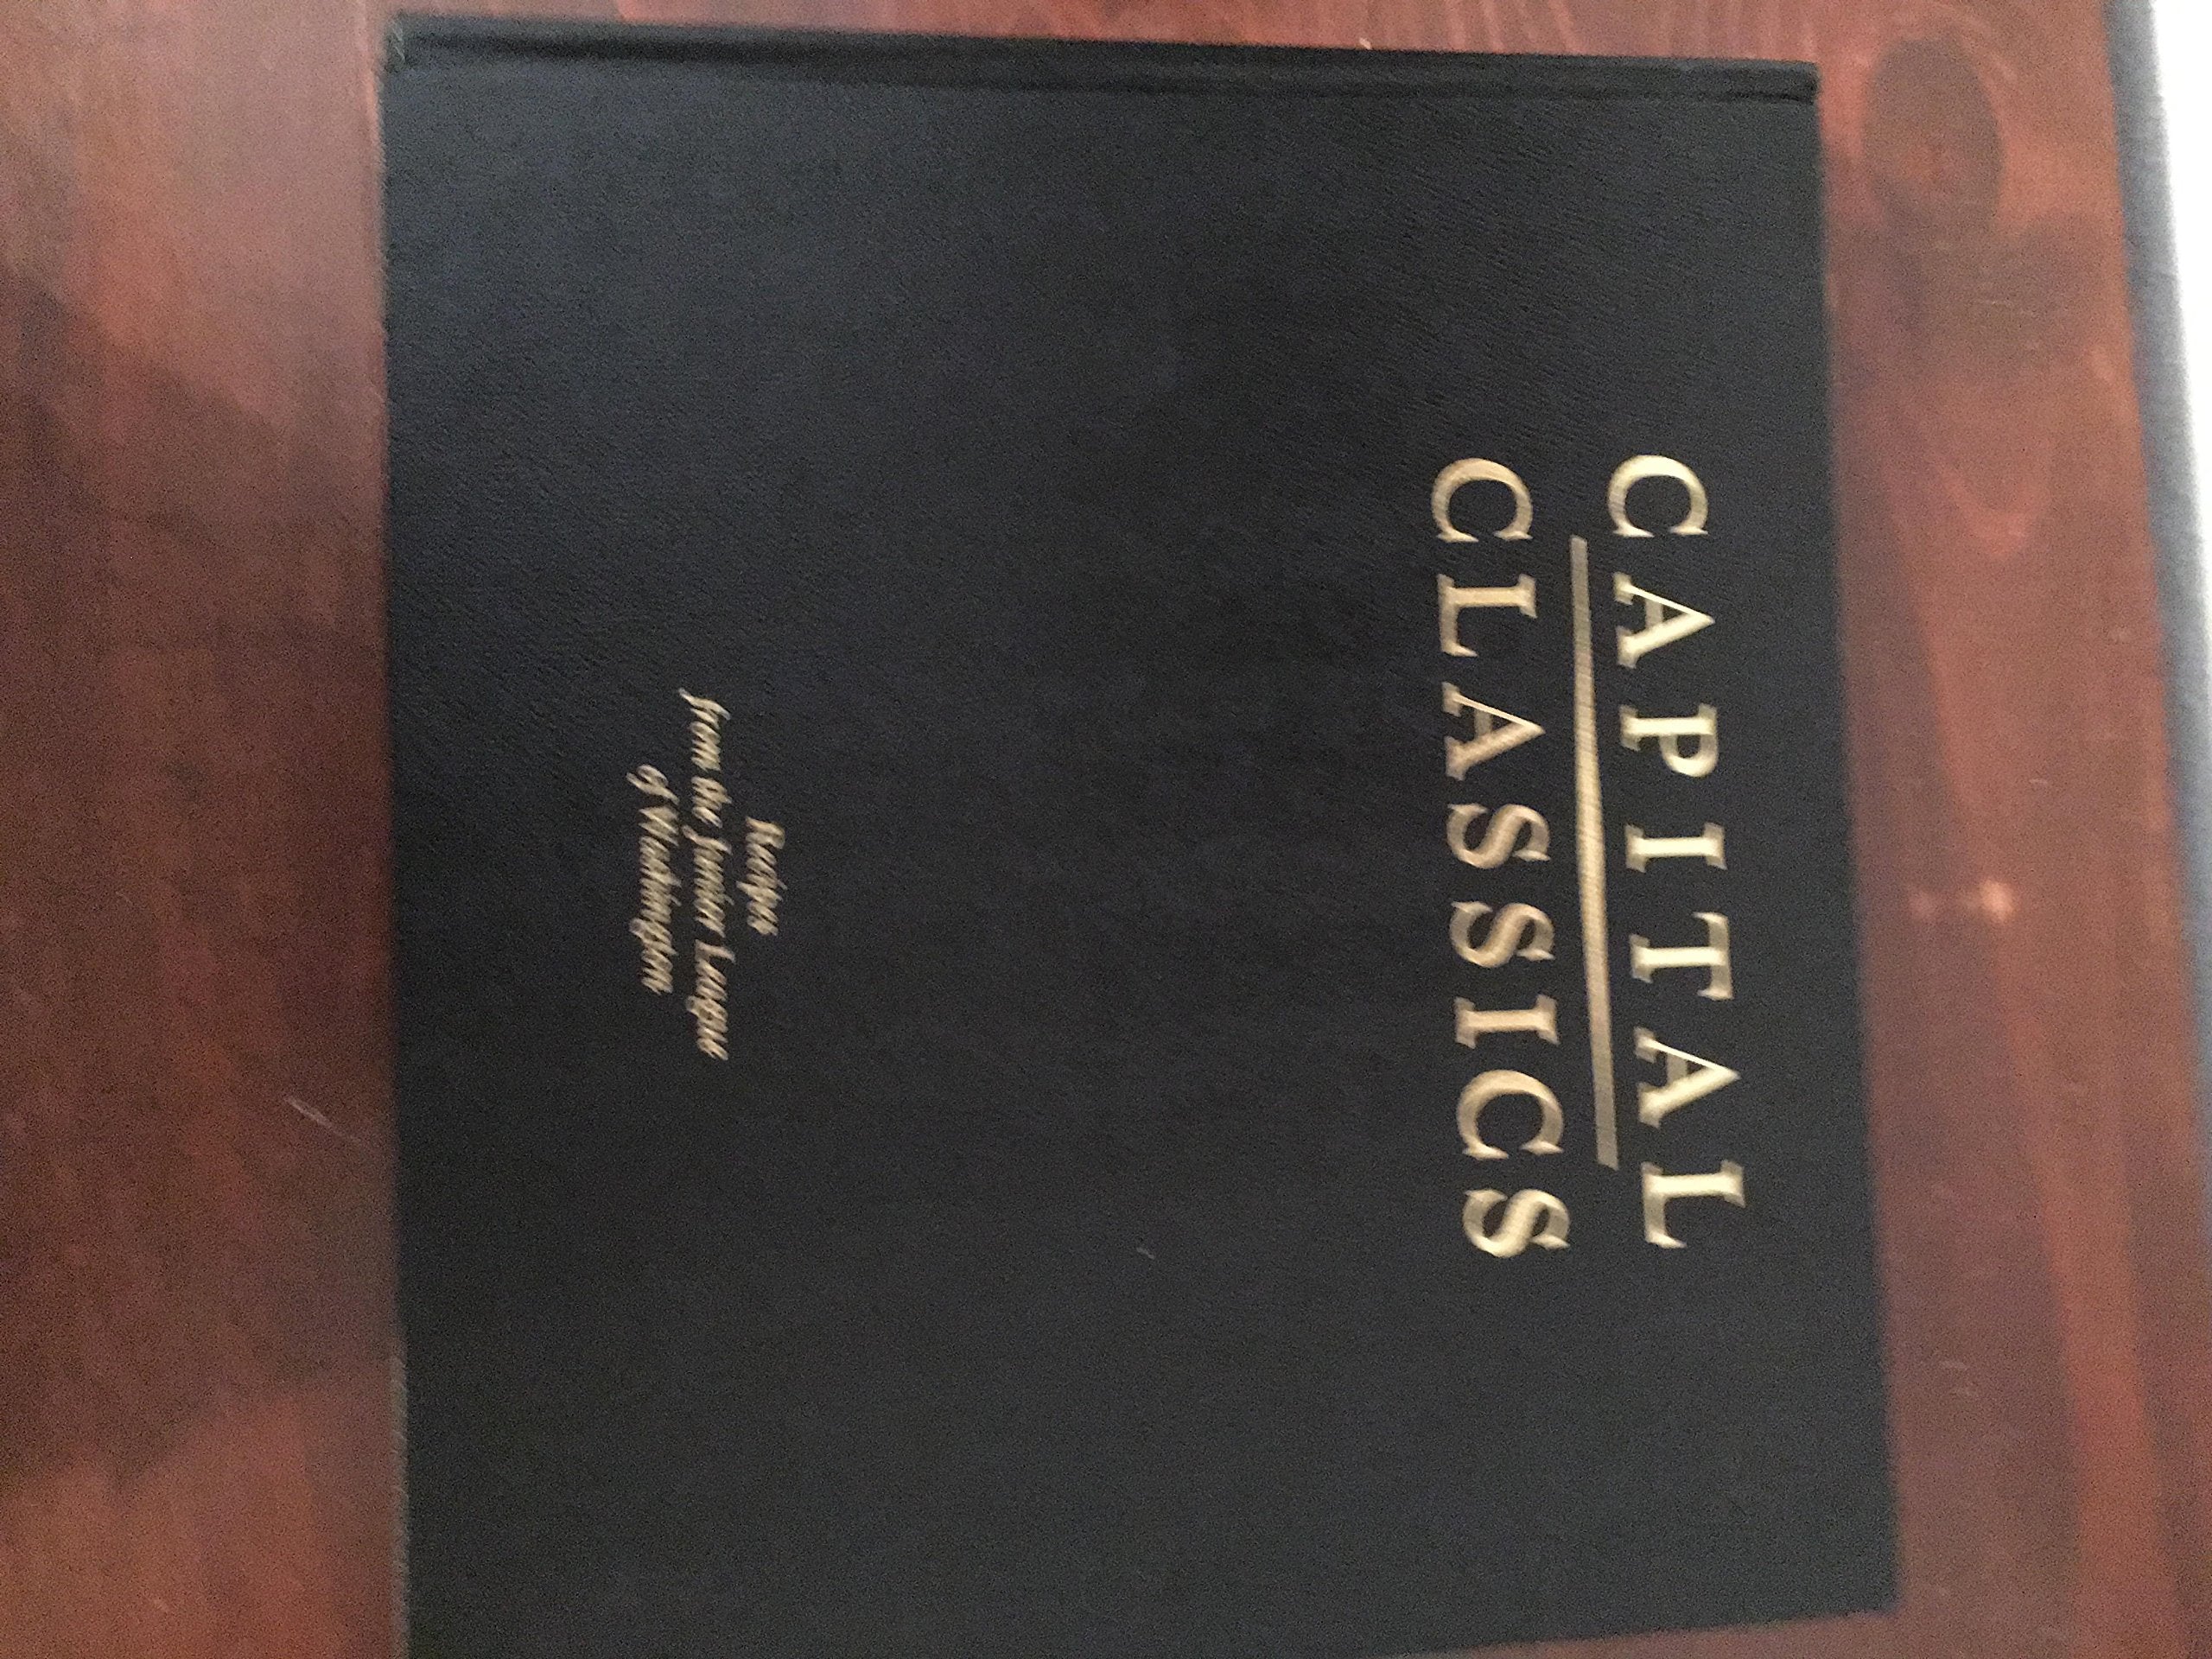 CAPITAL
CLASSICS
Recipes
from the Junior League
of Washington